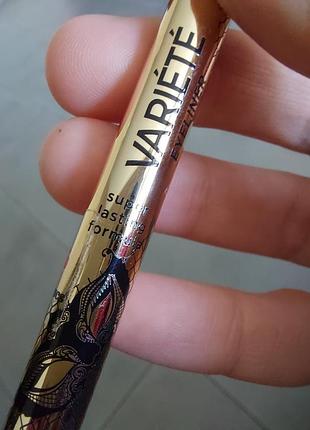 VARIÉTÉ
EYELINER
super
lasting
formula